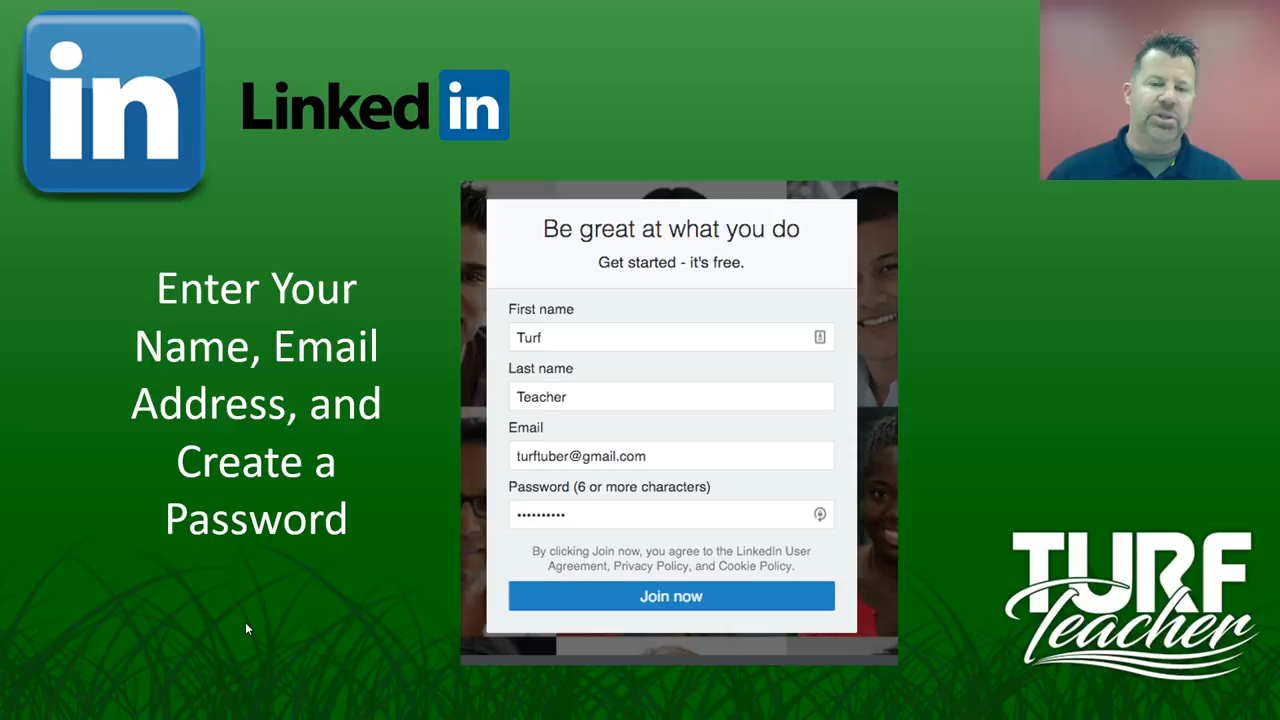 in
Linked in
Enter Your
Name, Email
Address, and
Create a
Password
Be great at what you do
Get started - it's free.
First name
Turf
Last name
Teacher
Email
turftuber@gmail.com
Password (6 or more characters)
••••••••••
By clicking Join now, you agree to the LinkedIn User
Agreement, Privacy Policy, and Cookie Policy.
Join now
TURF
Teacher